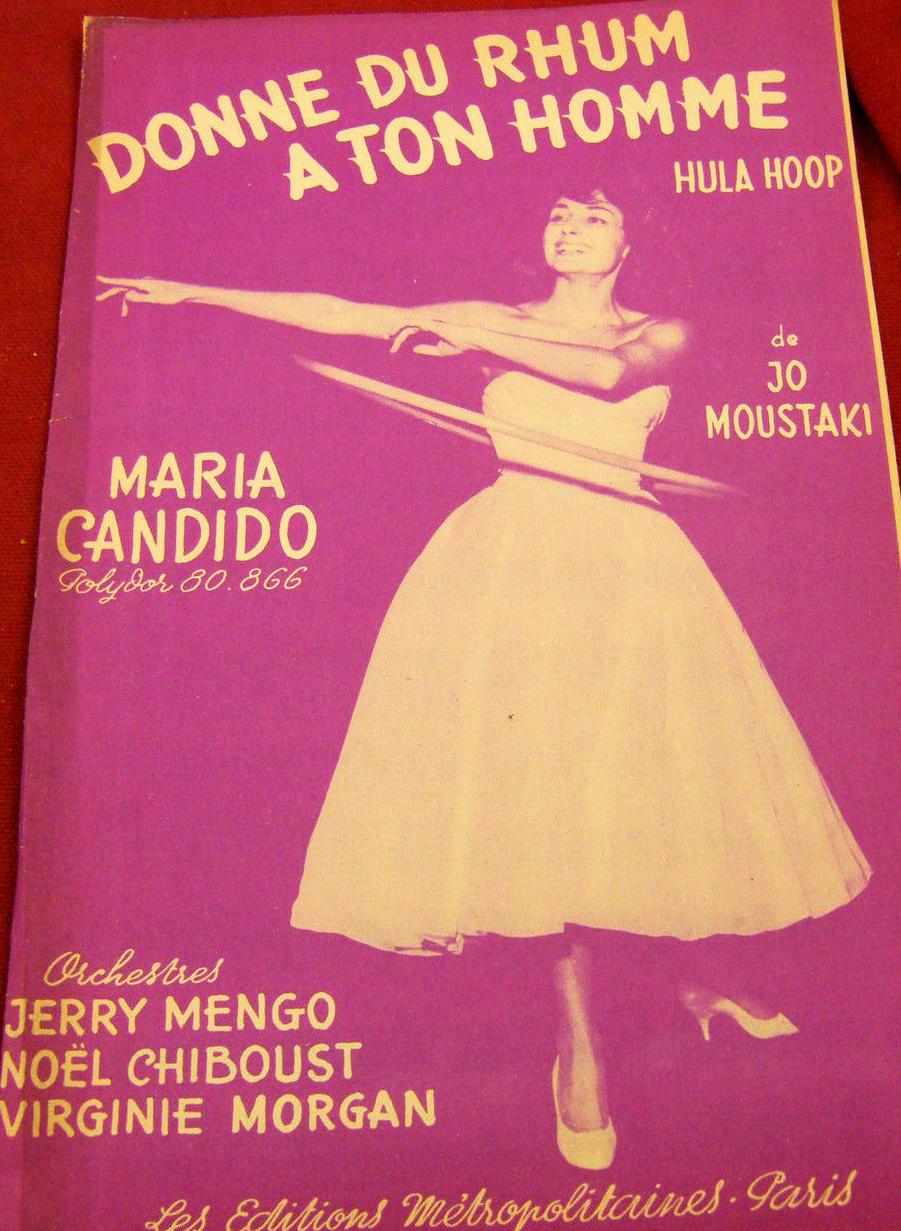 DONNE DU RHUM
A TON HOMME
HULA HOOP
de
JO
MOUSTAKI
MARIA
CANDIDO
Polydor 80.866
Orchestres
JERRY MENGO
NOËL CHIBOUST
VIRGINIE MORGAN
Les Editions Métropolitaines. Paris